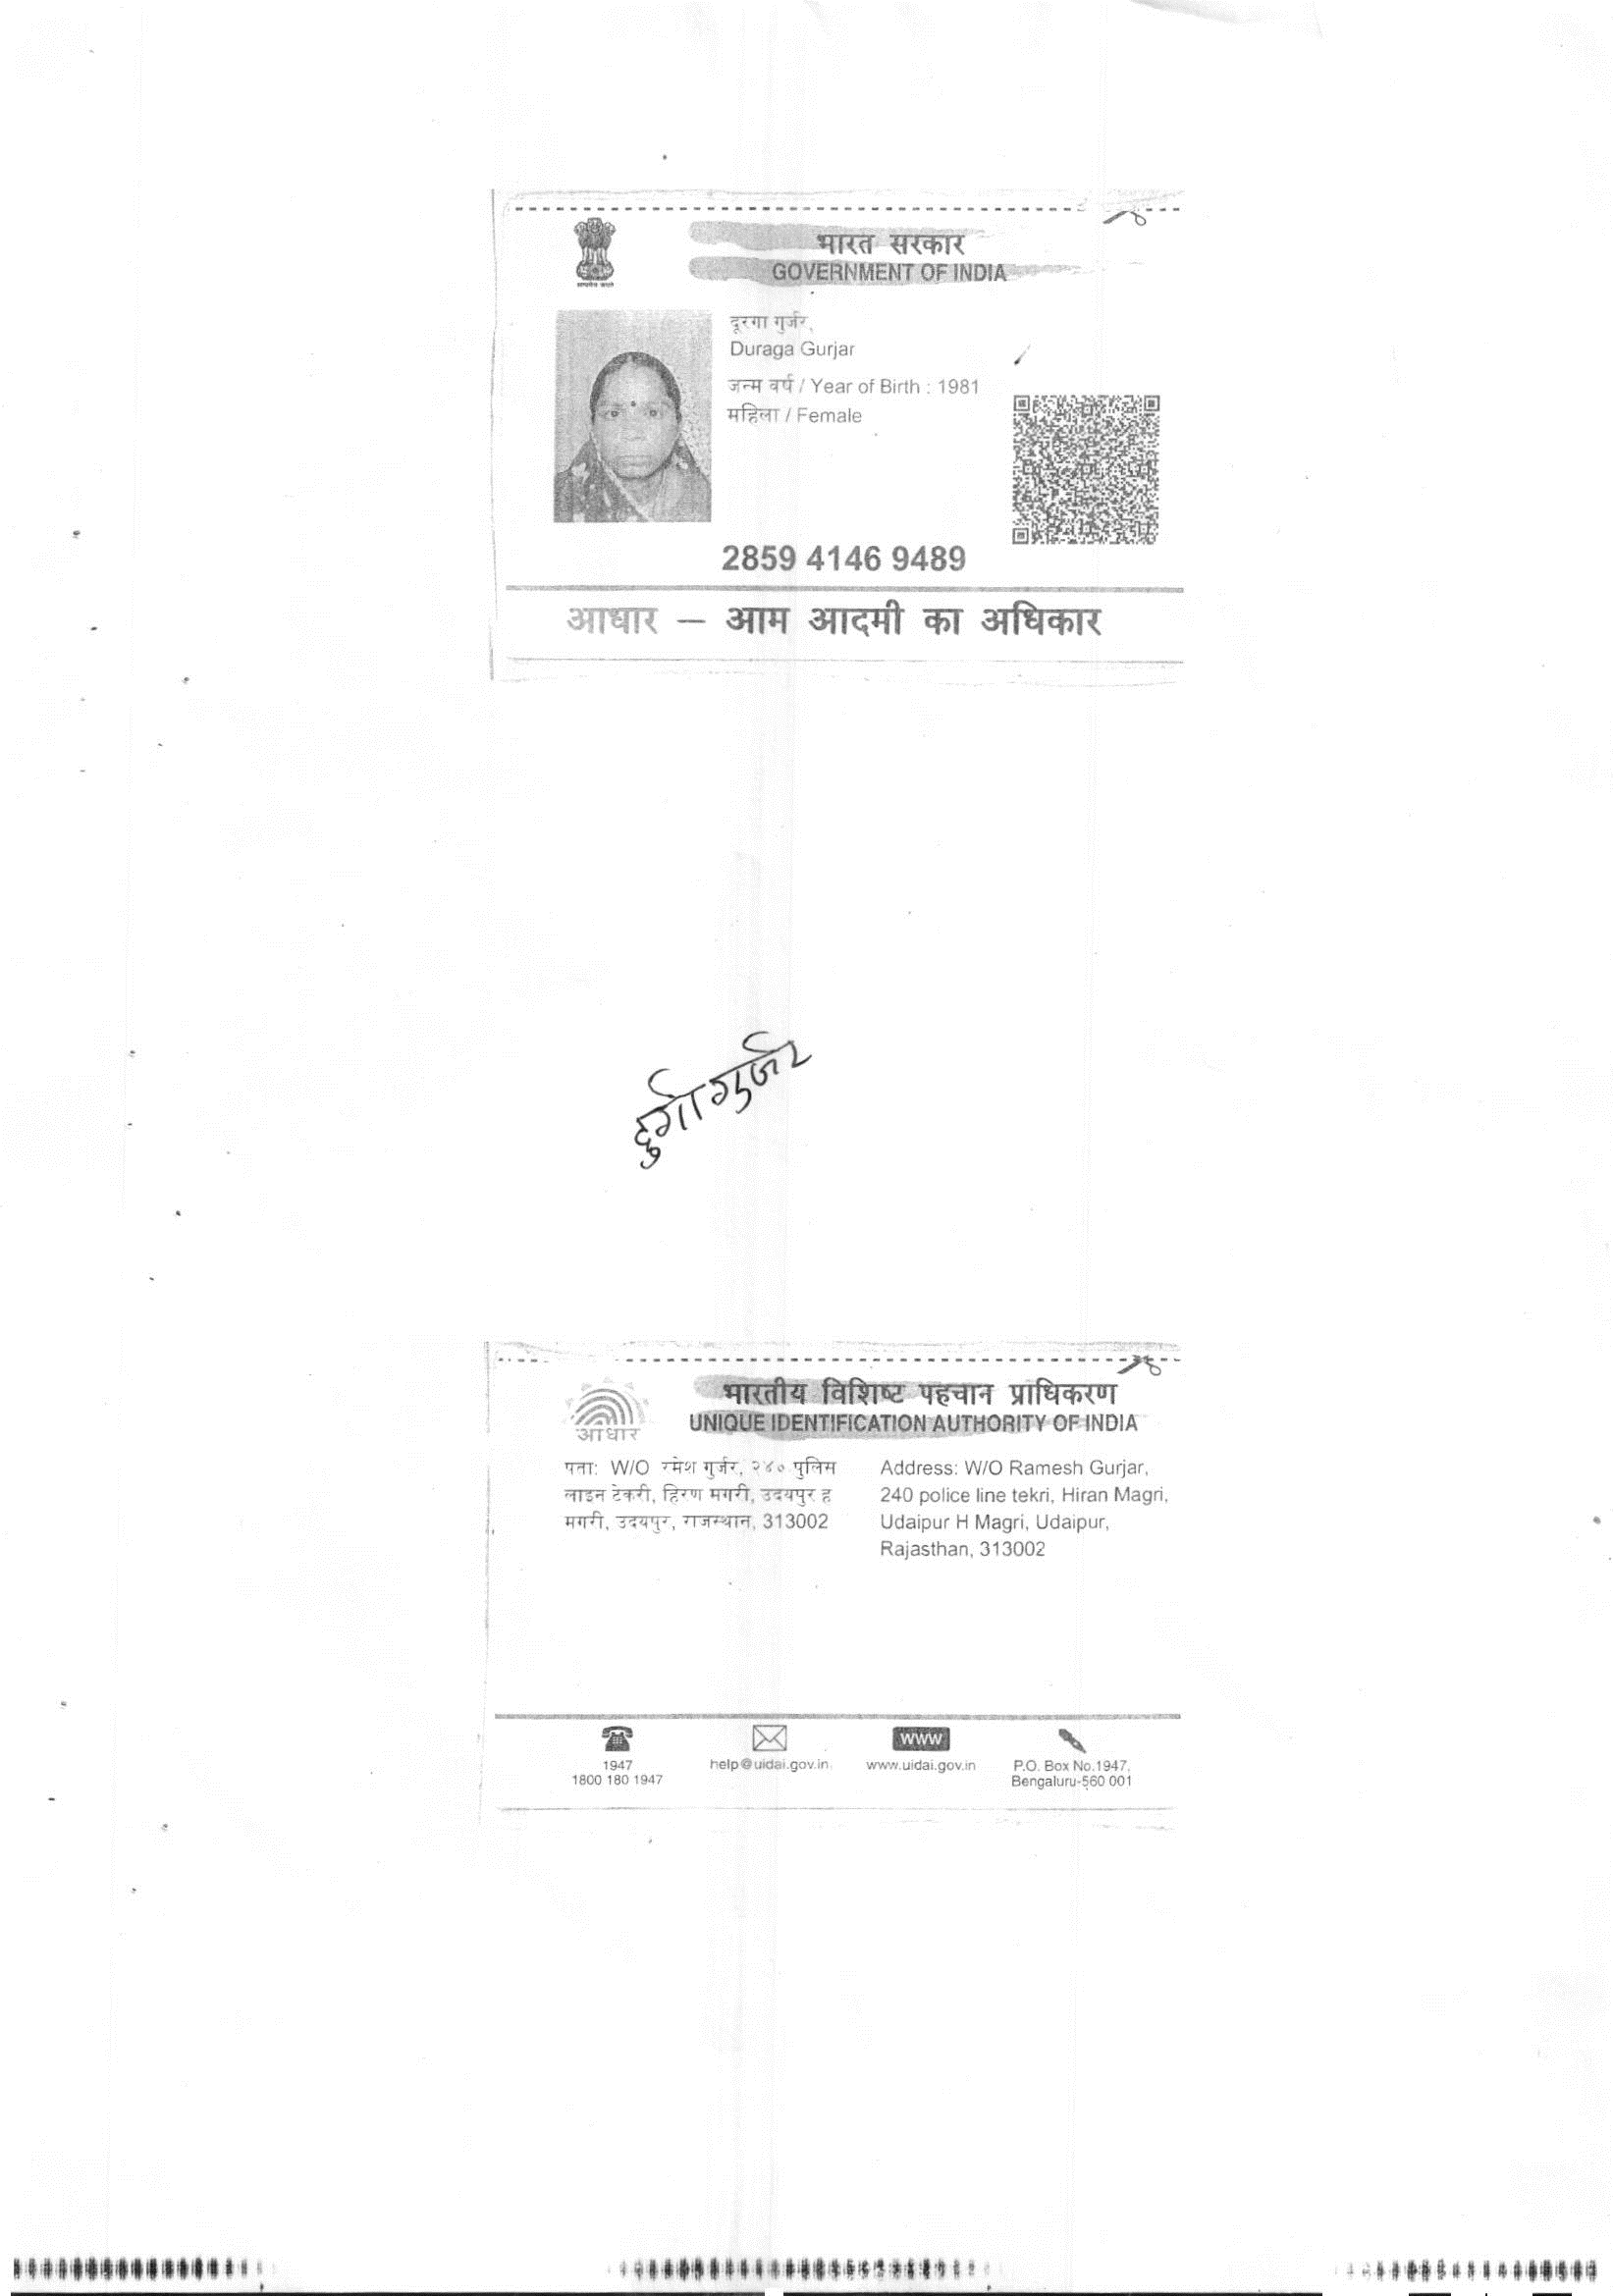 भारत सरकार
GOVERNMENT OF INDIA
दूरगा गुर्जर,
Duraga Gurjar
जन्म वर्ष / Year of Birth : 1981
महिला / Female
2859 4146 9489
आधार – आम आदमी का अधिकार
दुर्गा गुर्जर
भारतीय विशिष्ट पहचान प्राधिकरण
UNIQUE IDENTIFICATION AUTHORITY OF INDIA
आधार
पता: W/O रमेश गुर्जर, २४० पुलिस
लाइन टेकरी, हिरण मगरी, उदयपुर ह
मगरी, उदयपुर, राजस्थान, 313002
Address: W/O Ramesh Gurjar,
240 police line tekri, Hiran Magri,
Udaipur H Magri, Udaipur,
Rajasthan, 313002
1947
1800 180 1947
help@uidai.gov.in
www
www.uidai.gov.in
P.O. Box No.1947,
Bengaluru-560 001